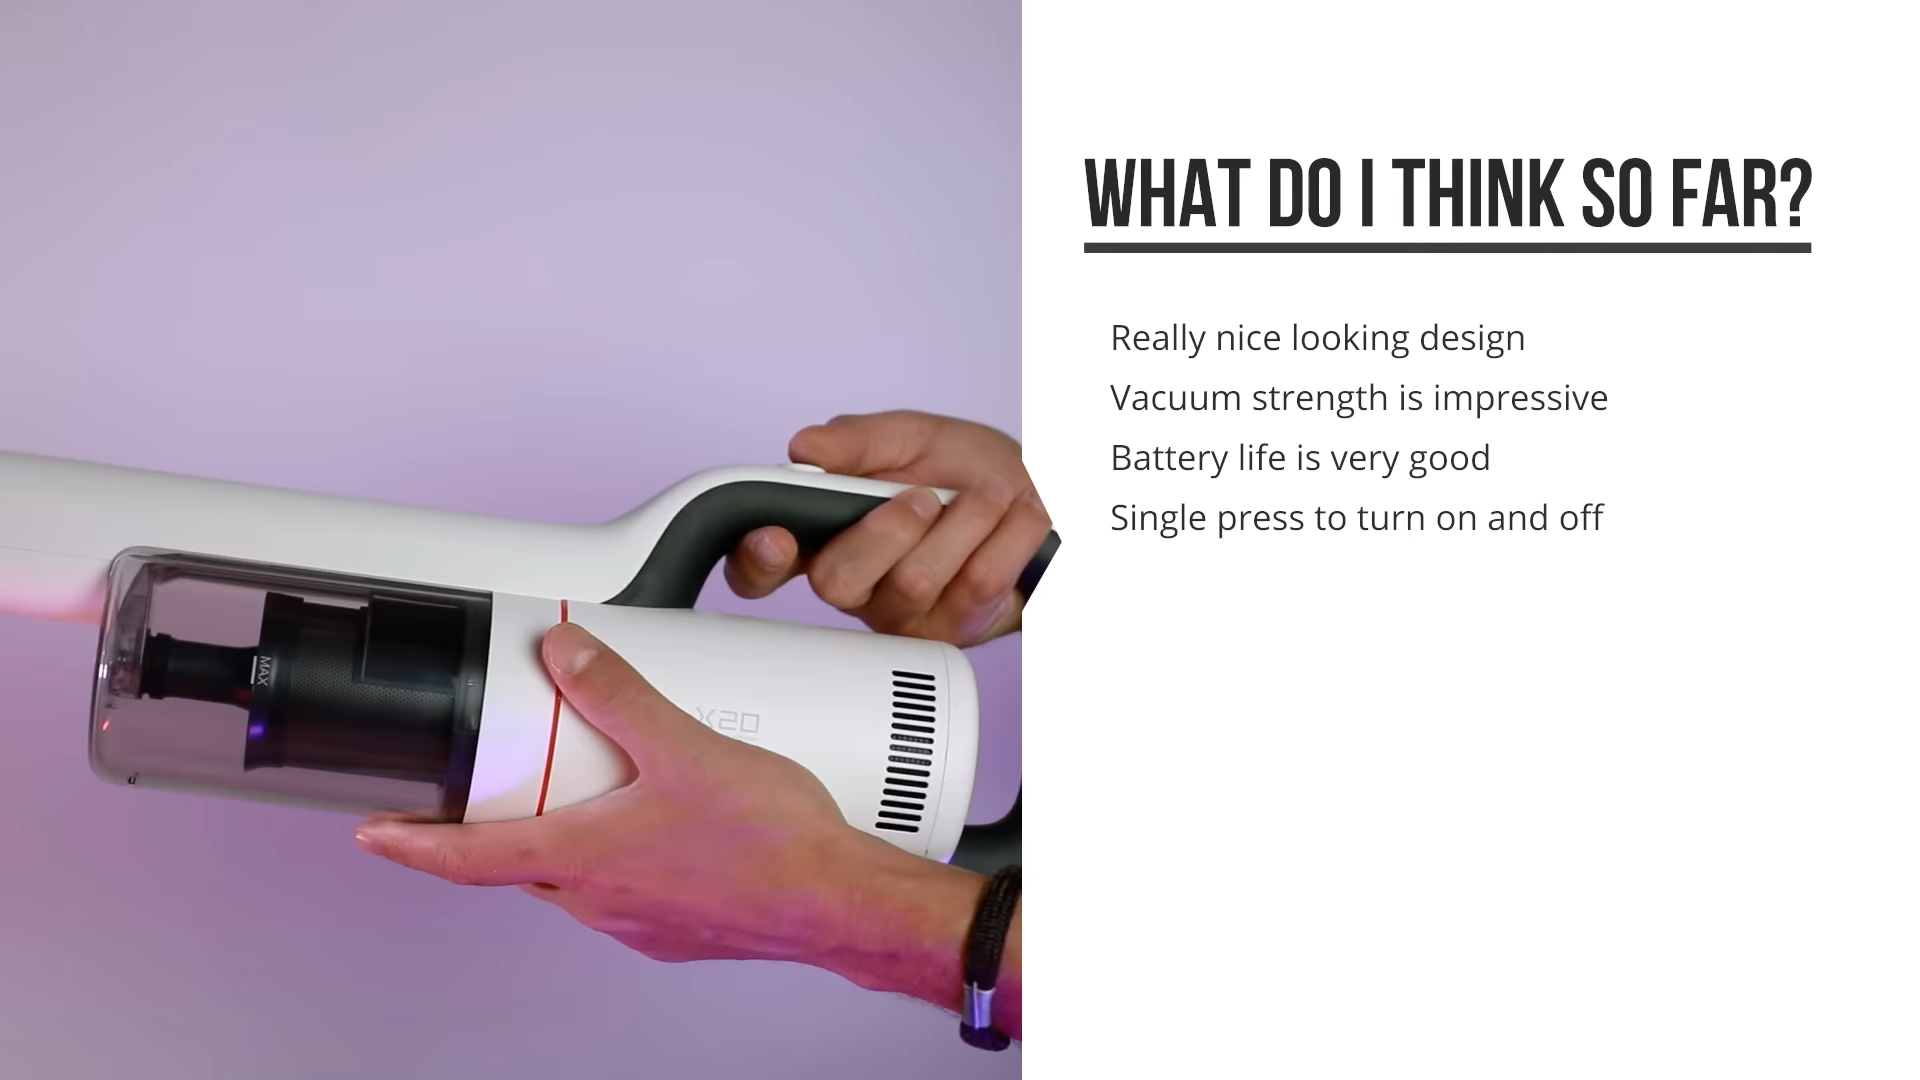 WHAT DO I THINK SO FAR?
Really nice looking design
Vacuum strength is impressive
Battery life is very good
Single press to turn on and off
MAX
X20